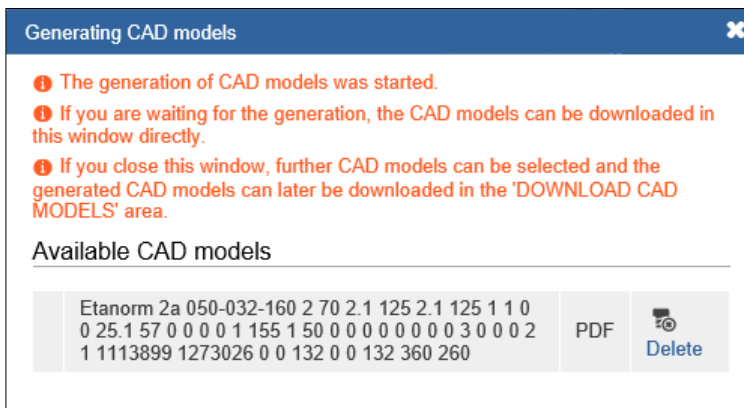 Generating CAD models
The generation of CAD models was started.
If you are waiting for the generation, the CAD models can be downloaded in
this window directly.
If you close this window, further CAD models can be selected and the
generated CAD models can later be downloaded in the 'DOWNLOAD CAD
MODELS' area.
Available CAD models
Etanorm 2a 050-032-160 2 70 2.1 125 2.1 125 1 1 0
0 25.1 57 0 0 0 0 1 155 1 50 0 0 0 0 0 0 0 0 3 0 0 0 2
1 1113899 1273026 0 0 132 0 0 132 360 260
PDF
Delete